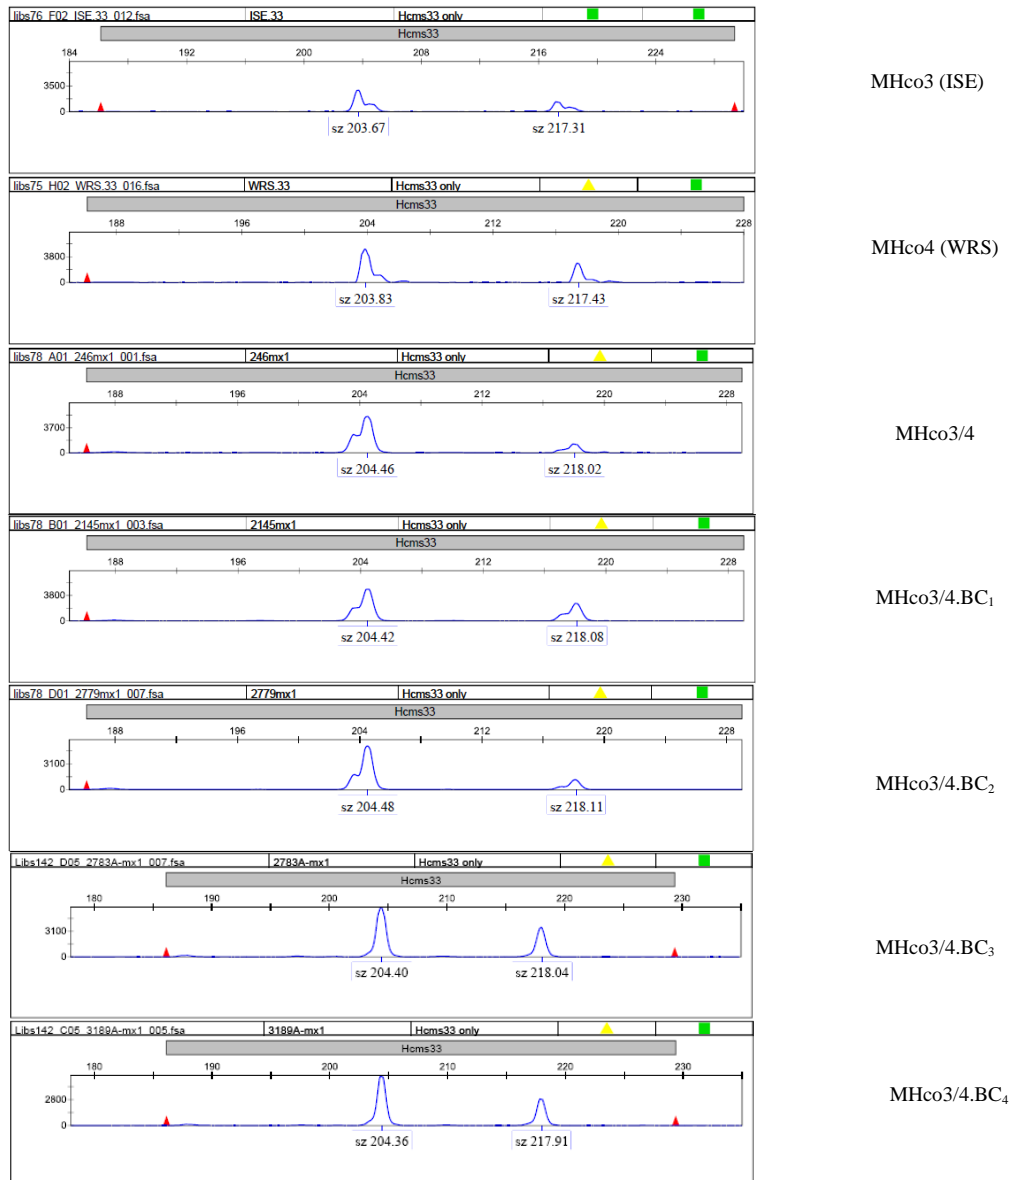 libs76_F02_ISE.33_012.fsa ISE.33 Hcms33 only
Hcms33
184 192 200 208 216 224
3500
0
sz 203.67 sz 217.31
MHco3 (ISE)
libs75_H02_WRS.33_016.fsa WRS.33 Hcms33 only
Hcms33
188 196 204 212 220 228
3800
0
sz 203.83 sz 217.43
MHco4 (WRS)
libs78_A01_246mx1_001.fsa 246mx1 Hcms33 only
Hcms33
188 196 204 212 220 228
3700
0
sz 204.46 sz 218.02
MHco3/4
libs78_B01_2145mx1_003.fsa 2145mx1 Hcms33 only
Hcms33
188 196 204 212 220 228
3800
0
sz 204.42 sz 218.08
MHco3/4.BC₁
libs78_D01_2779mx1_007.fsa 2779mx1 Hcms33 only
Hcms33
188 196 204 212 220 228
3100
0
sz 204.48 sz 218.11
MHco3/4.BC₂
Libs142_D05_2783A-mx1_007.fsa 2783A-mx1 Hcms33 only
Hcms33
180 190 200 210 220 230
3100
0
sz 204.40 sz 218.04
MHco3/4.BC₃
Libs142_C05_3189A-mx1_005.fsa 3189A-mx1 Hcms33 only
Hcms33
180 190 200 210 220 230
2800
0
sz 204.36 sz 217.91
MHco3/4.BC₄